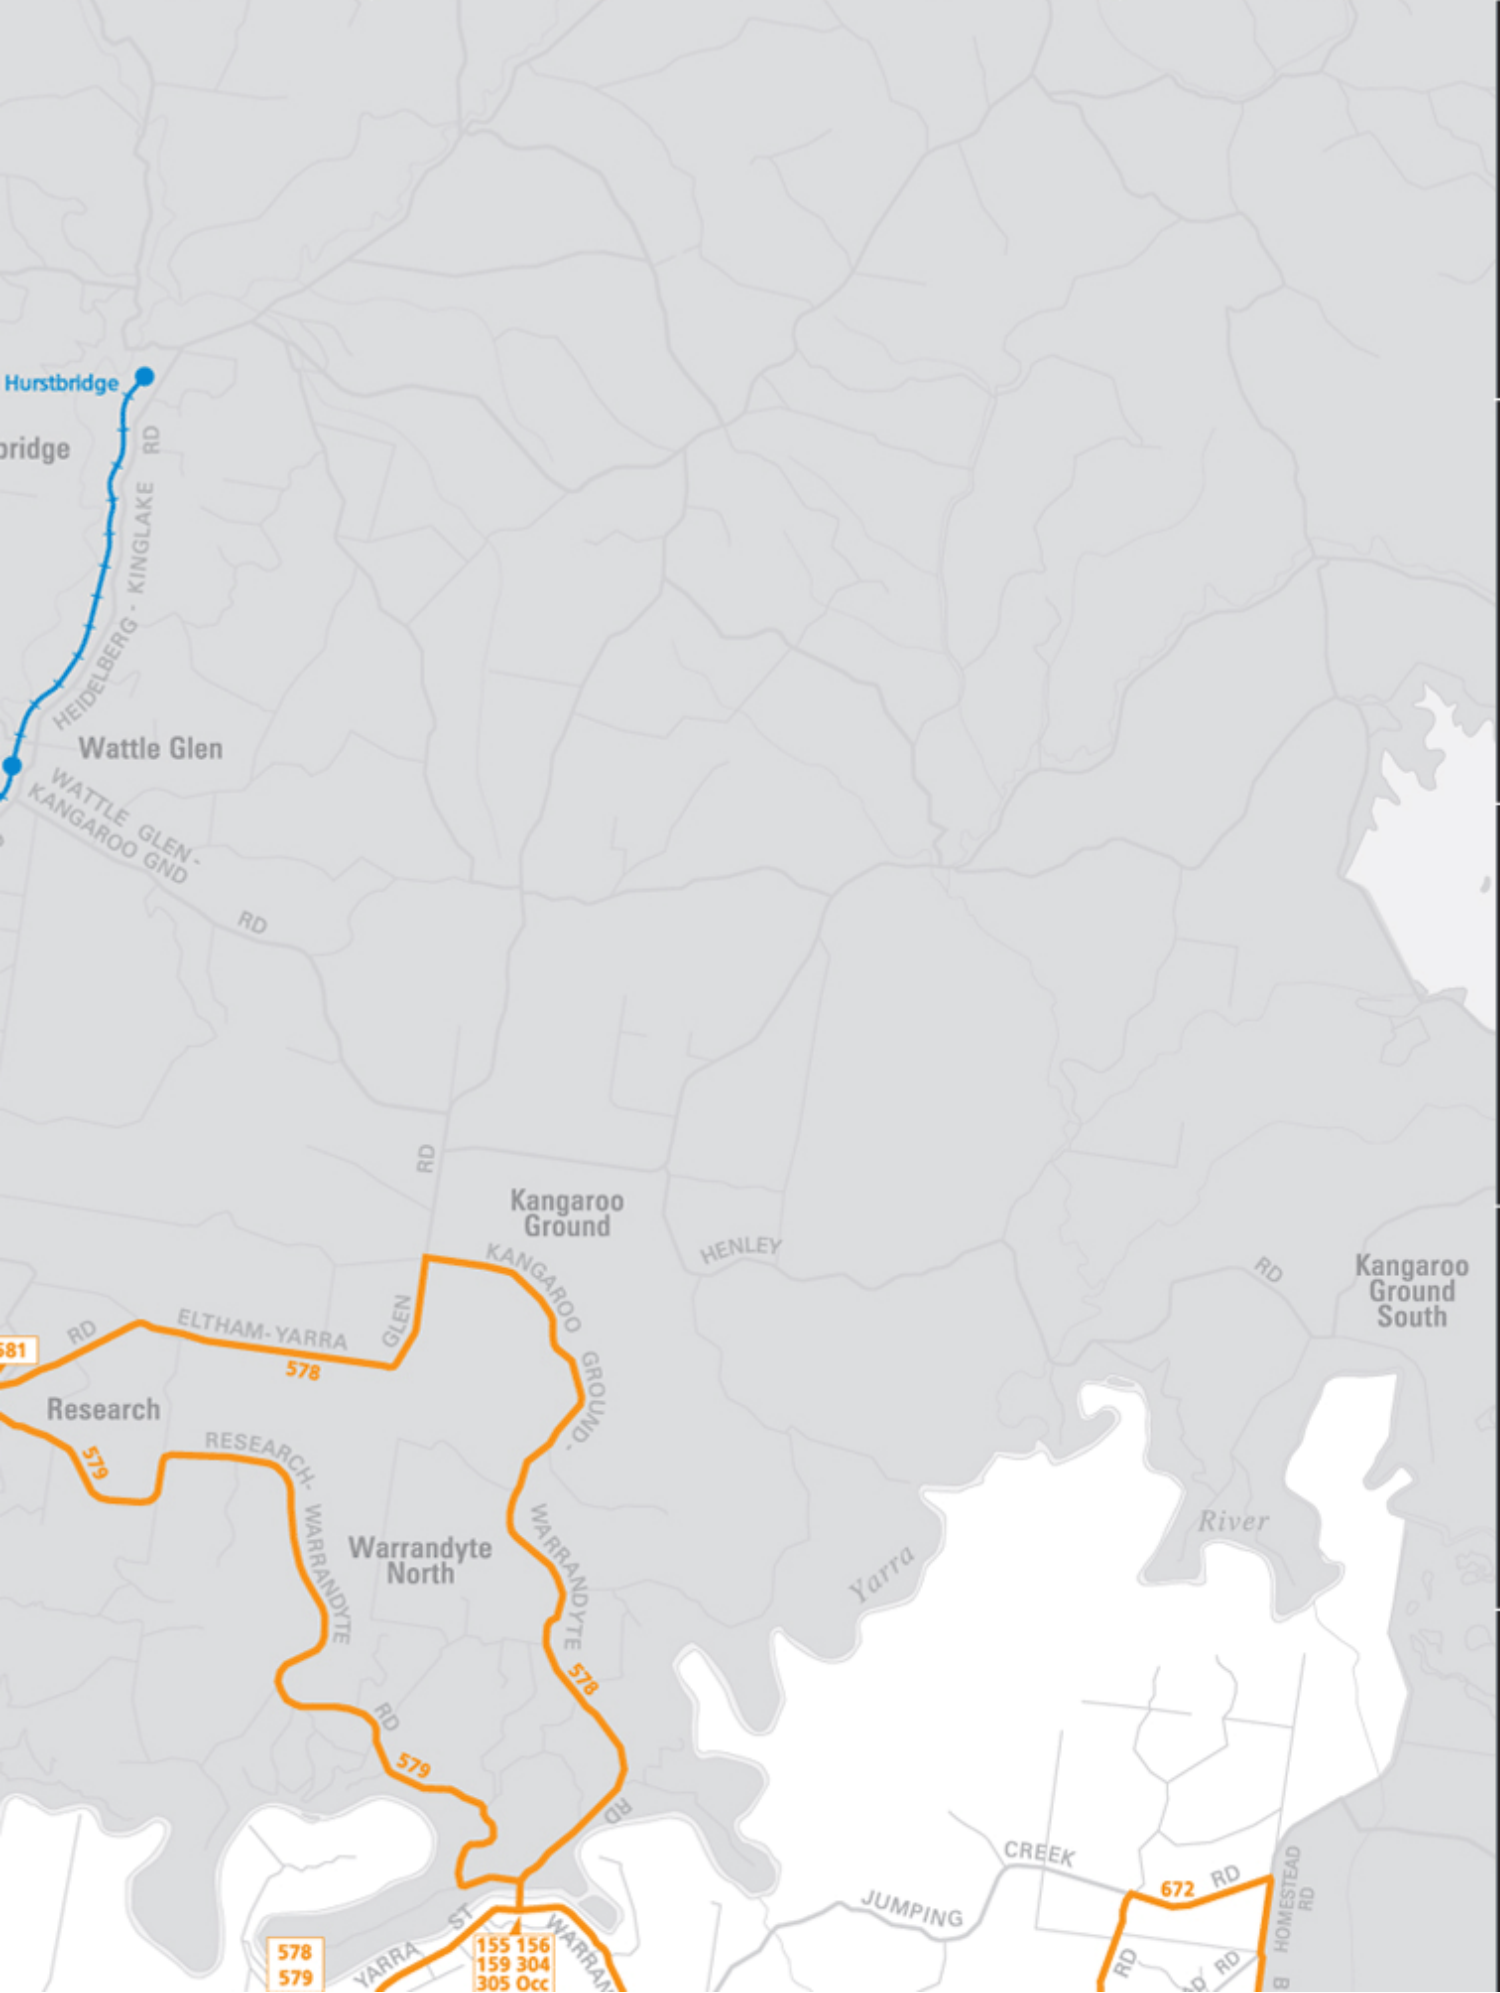 Hurstbridge
bridge
HEIDELBERG - KINGLAKE RD
Wattle Glen
WATTLE GLEN -
KANGAROO GND
RD
RD
Kangaroo
Ground
HENLEY
RD
Kangaroo
Ground
South
KANGAROO GROUND-
GLEN
ELTHAM-YARRA
RD
578
581
Research
579
RESEARCH-
WARRANDYTE
Warrandyte
North
WARRANDYTE
578
Yarra
River
RD
579
RD
CREEK
672
RD
JUMPING
HOMESTEAD
RD
ST
YARRA
WARRAN
578
579
155 156
159 304
305 Occ
RD
AD RD
B